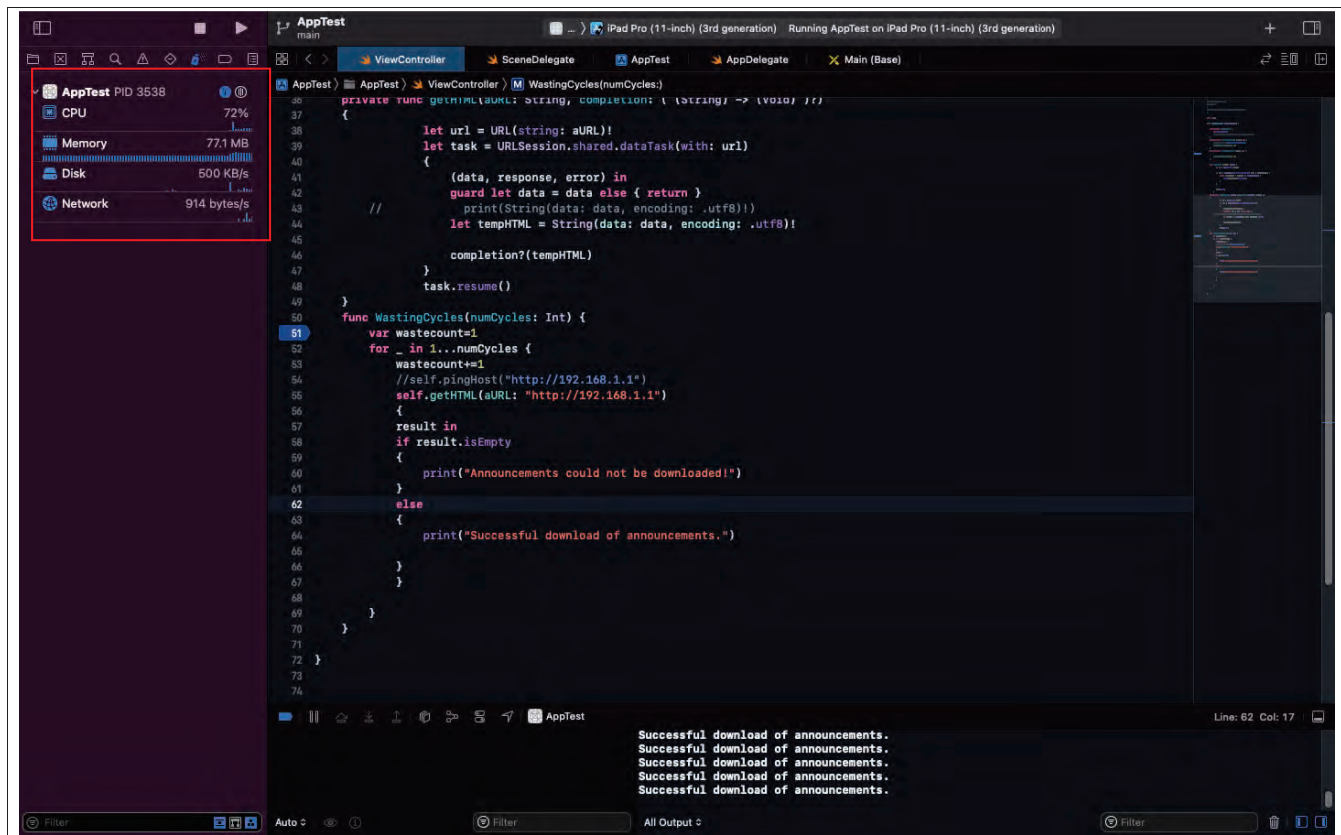 AppTest
main
... 〉 iPad Pro (11-inch) (3rd generation) Running AppTest on iPad Pro (11-inch) (3rd generation)
ViewController SceneDelegate AppTest AppDelegate Main (Base)
AppTest 〉 AppTest 〉 ViewController 〉 M WastingCycles(numCycles:)
AppTest PID 3538
CPU 72%
Memory 77.1 MB
Disk 500 KB/s
Network 914 bytes/s
36 private func getHTML(aURL: String, completion: ( (String) -> (Void) )?)
37 {
38 let url = URL(string: aURL)!
39 let task = URLSession.shared.dataTask(with: url)
40 {
41 (data, response, error) in
42 guard let data = data else { return }
43 // print(String(data: data, encoding: .utf8)!)
44 let tempHTML = String(data: data, encoding: .utf8)!
45
46 completion?(tempHTML)
47 }
48 task.resume()
49 }
50 func WastingCycles(numCycles: Int) {
51 var wastecount=1
52 for _ in 1...numCycles {
53 wastecount+=1
54 //self.pingHost("http://192.168.1.1")
55 self.getHTML(aURL: "http://192.168.1.1")
56 {
57 result in
58 if result.isEmpty
59 {
60 print("Announcements could not be downloaded!")
61 }
62 else
63 {
64 print("Successful download of announcements.")
65
66 }
67 }
68
69 }
70 }
71
72 }
73
74
AppTest
Line: 62 Col: 17
Successful download of announcements.
Successful download of announcements.
Successful download of announcements.
Successful download of announcements.
Successful download of announcements.
Filter
Auto
Filter
All Output
Filter